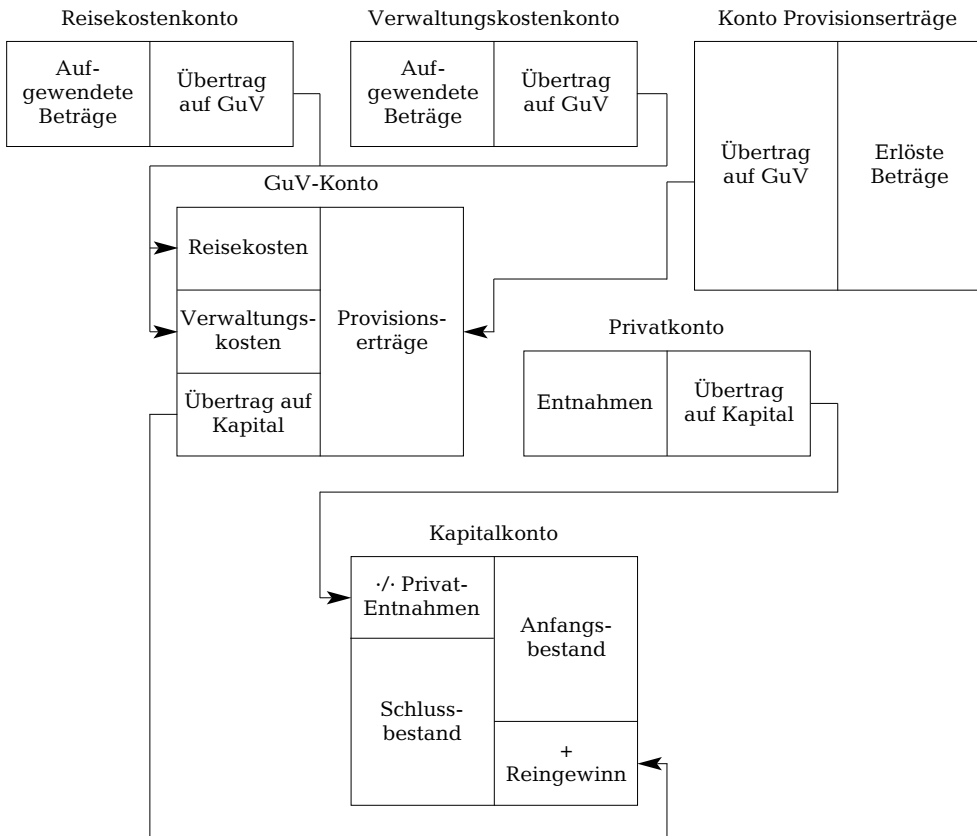 Reisekostenkonto
Verwaltungskostenkonto
Konto Provisionserträge
Auf-
gewendete
Beträge
Übertrag
auf GuV
Auf-
gewendete
Beträge
Übertrag
auf GuV
Übertrag
auf GuV
Erlöste
Beträge
GuV-Konto
Reisekosten
Verwaltungs-
kosten
Übertrag auf
Kapital
Provisions-
erträge
Privatkonto
Entnahmen
Übertrag
auf Kapital
Kapitalkonto
·/· Privat-
Entnahmen
Schluss-
bestand
Anfangs-
bestand
+
Reingewinn